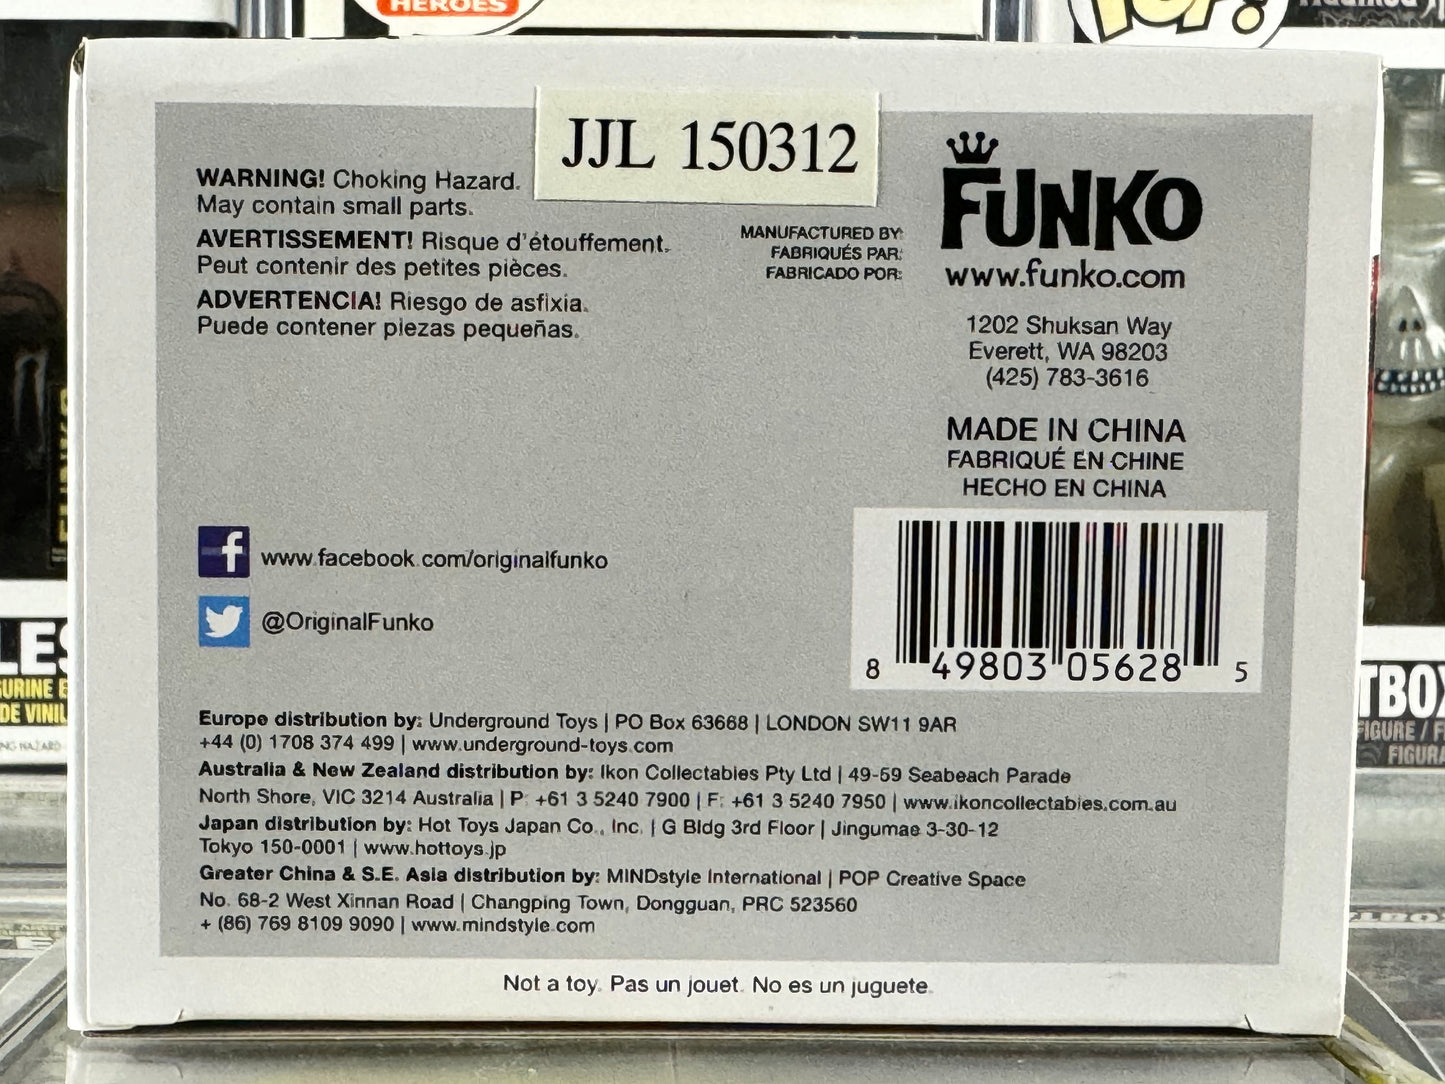 HEROES
POP!
JJL 150312
WARNING! Choking Hazard.
May contain small parts.
AVERTISSEMENT! Risque d'étouffement.
Peut contenir des petites pièces.
ADVERTENCIA! Riesgo de asfixia.
Puede contener piezas pequeñas.
MANUFACTURED BY:
FABRIQUÉS PAR:
FABRICADO POR:
FUNKO
www.funko.com
1202 Shuksan Way
Everett, WA 98203
(425) 783-3616
MADE IN CHINA
FABRIQUÉ EN CHINE
HECHO EN CHINA
8 49803 05628 5
f www.facebook.com/originalfunko
@OriginalFunko
Europe distribution by: Underground Toys | PO Box 63668 | LONDON SW11 9AR
+44 (0) 1708 374 499 | www.underground-toys.com
Australia & New Zealand distribution by: Ikon Collectables Pty Ltd | 49-59 Seabeach Parade
North Shore, VIC 3214 Australia | P: +61 3 5240 7900 | F: +61 3 5240 7950 | www.ikoncollectables.com.au
Japan distribution by: Hot Toys Japan Co., Inc. | G Bldg 3rd Floor | Jingumae 3-30-12
Tokyo 150-0001 | www.hottoys.jp
Greater China & S.E. Asia distribution by: MINDstyle International | POP Creative Space
No. 68-2 West Xinnan Road | Changping Town, Dongguan, PRC 523560
+ (86) 769 8109 9090 | www.mindstyle.com
Not a toy. Pas un jouet. No es un juguete.
LES
DE VINIL
TBOX
FIGURE / F
FIGURA